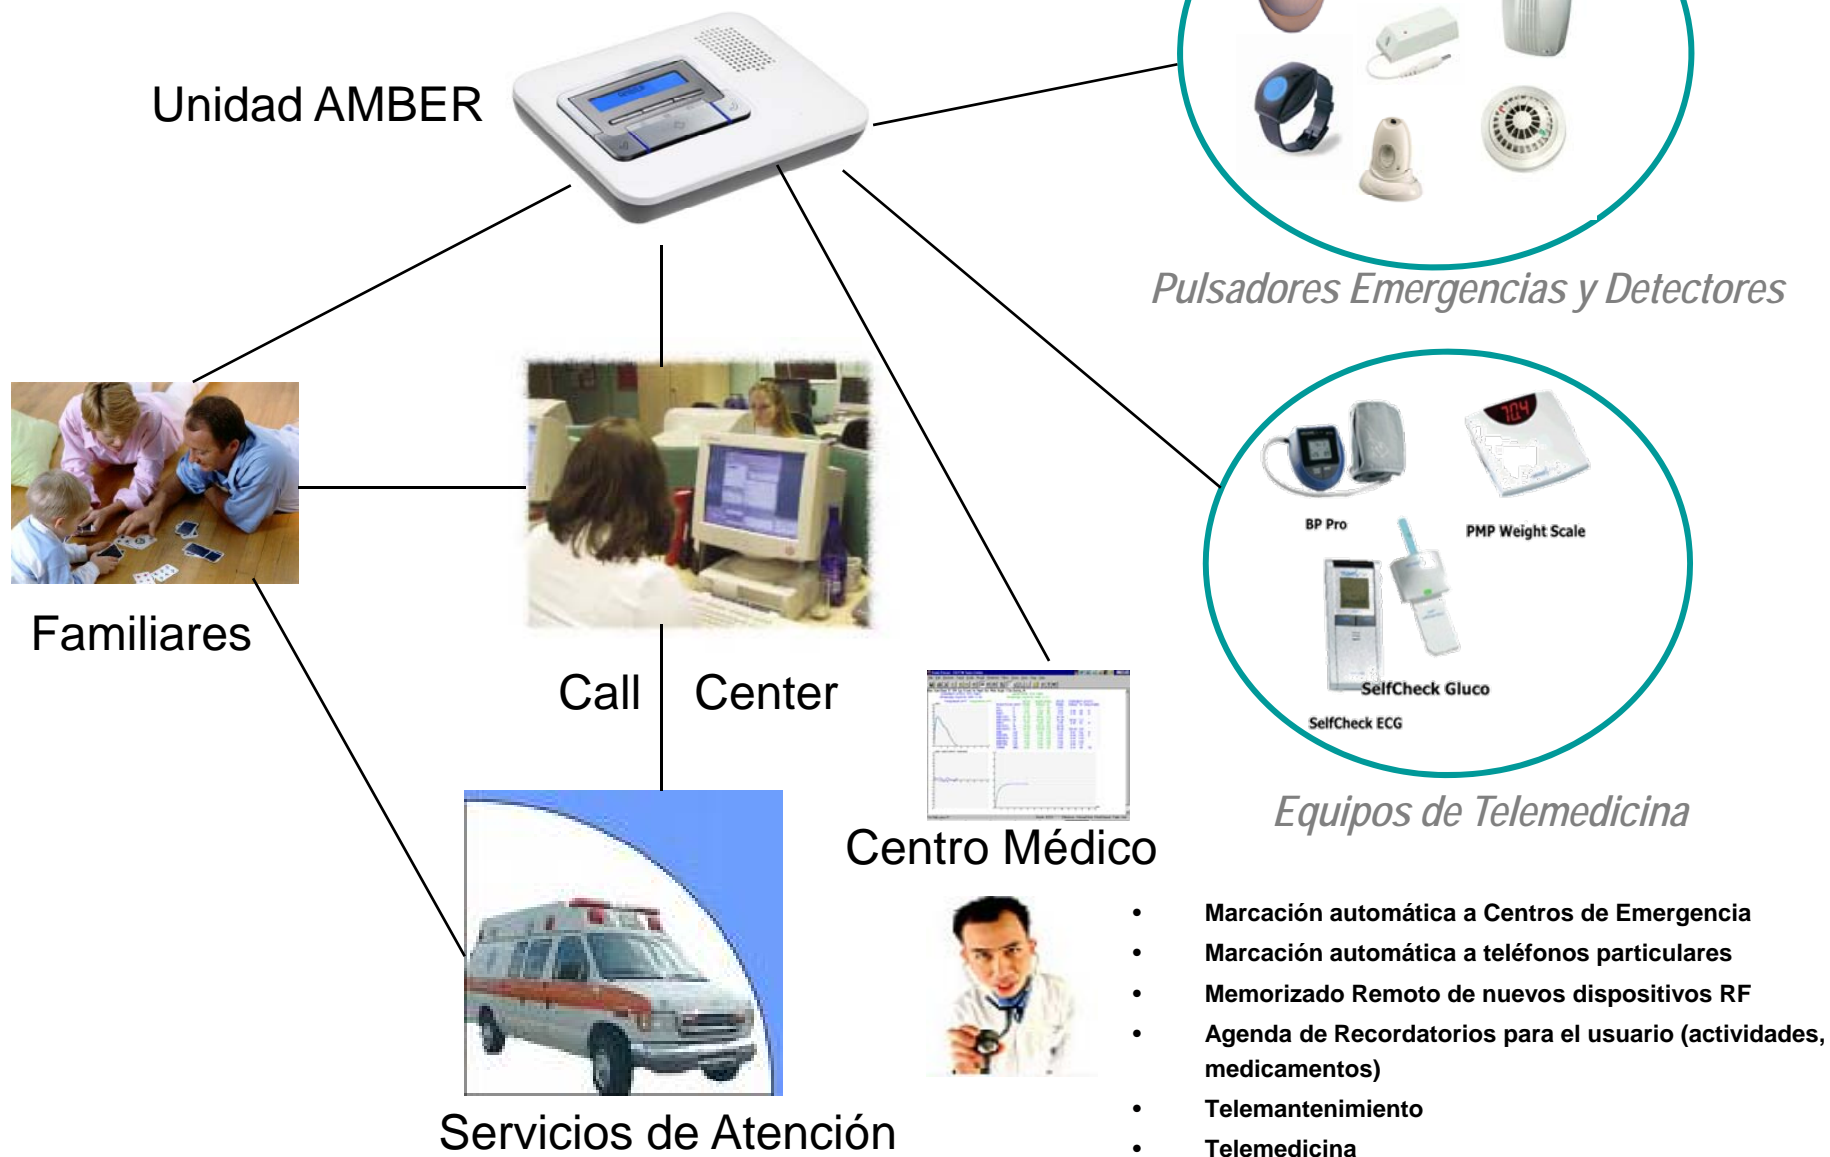 Unidad AMBER
Pulsadores Emergencias y Detectores
70.4
BP Pro
PMP Weight Scale
Familiares
Call Center
SelfCheck Gluco
SelfCheck ECG
Equipos de Telemedicina
Centro Médico
• Marcación automática a Centros de Emergencia
• Marcación automática a teléfonos particulares
• Memorizado Remoto de nuevos dispositivos RF
• Agenda de Recordatorios para el usuario (actividades,
medicamentos)
• Telemantenimiento
• Telemedicina
Servicios de Atención